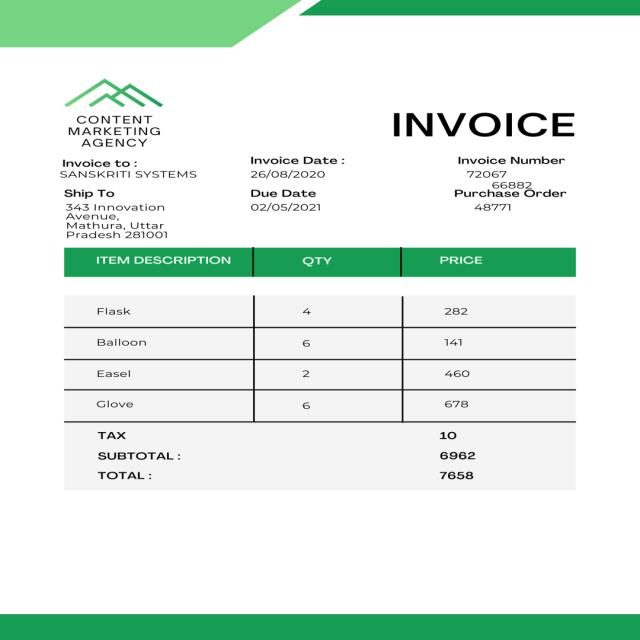 CONTENT
MARKETING
AGENCY
INVOICE
Invoice to :
SANSKRITI SYSTEMS
Invoice Date :
26/08/2020
Invoice Number
72067
66882
Ship To
343 Innovation
Avenue,
Mathura, Uttar
Pradesh 281001
Due Date
02/05/2021
Purchase Order
48771
ITEM DESCRIPTION QTY PRICE
Flask 4 282
Balloon 6 141
Easel 2 460
Glove 6 678
TAX 10
SUBTOTAL : 6962
TOTAL : 7658